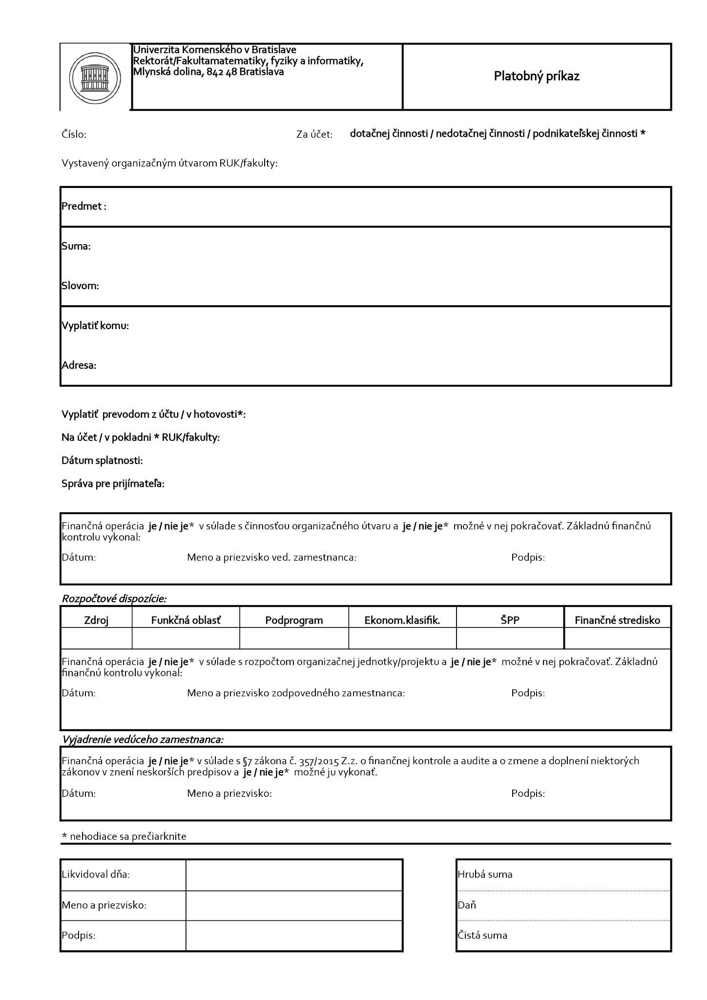 Univerzita Komenského v Bratislave
Rektorát/Fakultamatematiky, fyziky a informatiky,
Mlynská dolina, 842 48 Bratislava
Platobný príkaz
Číslo: Za účet: dotačnej činnosti / nedotačnej činnosti / podnikateľskej činnosti *
Vystavený organizačným útvarom RUK/fakulty:
Predmet :
Suma:
Slovom:
Vyplatiť komu:
Adresa:
Vyplatiť prevodom z účtu / v hotovosti*:
Na účet / v pokladni * RUK/fakulty:
Dátum splatnosti:
Správa pre prijímateľa:
Finančná operácia je / nie je* v súlade s činnosťou organizačného útvaru a je / nie je* možné v nej pokračovať. Základnú finančnú
kontrolu vykonal:
Dátum: Meno a priezvisko ved. zamestnanca: Podpis:
Rozpočtové dispozície:
Zdroj Funkčná oblasť Podprogram Ekonom.klasifik. ŠPP Finančné stredisko
Finančná operácia je / nie je* v súlade s rozpočtom organizačnej jednotky/projektu a je / nie je* možné v nej pokračovať. Základnú
finančnú kontrolu vykonal:
Dátum: Meno a priezvisko zodpovedného zamestnanca: Podpis:
Vyjadrenie vedúceho zamestnanca:
Finančná operácia je / nie je* v súlade s §7 zákona č. 357/2015 Z.z. o finančnej kontrole a audite a o zmene a doplnení niektorých
zákonov v znení neskorších predpisov a je / nie je* možné ju vykonať.
Dátum: Meno a priezvisko: Podpis:
* nehodiace sa prečiarknite
Likvidoval dňa: Hrubá suma
Meno a priezvisko: Daň
Podpis: Čistá suma